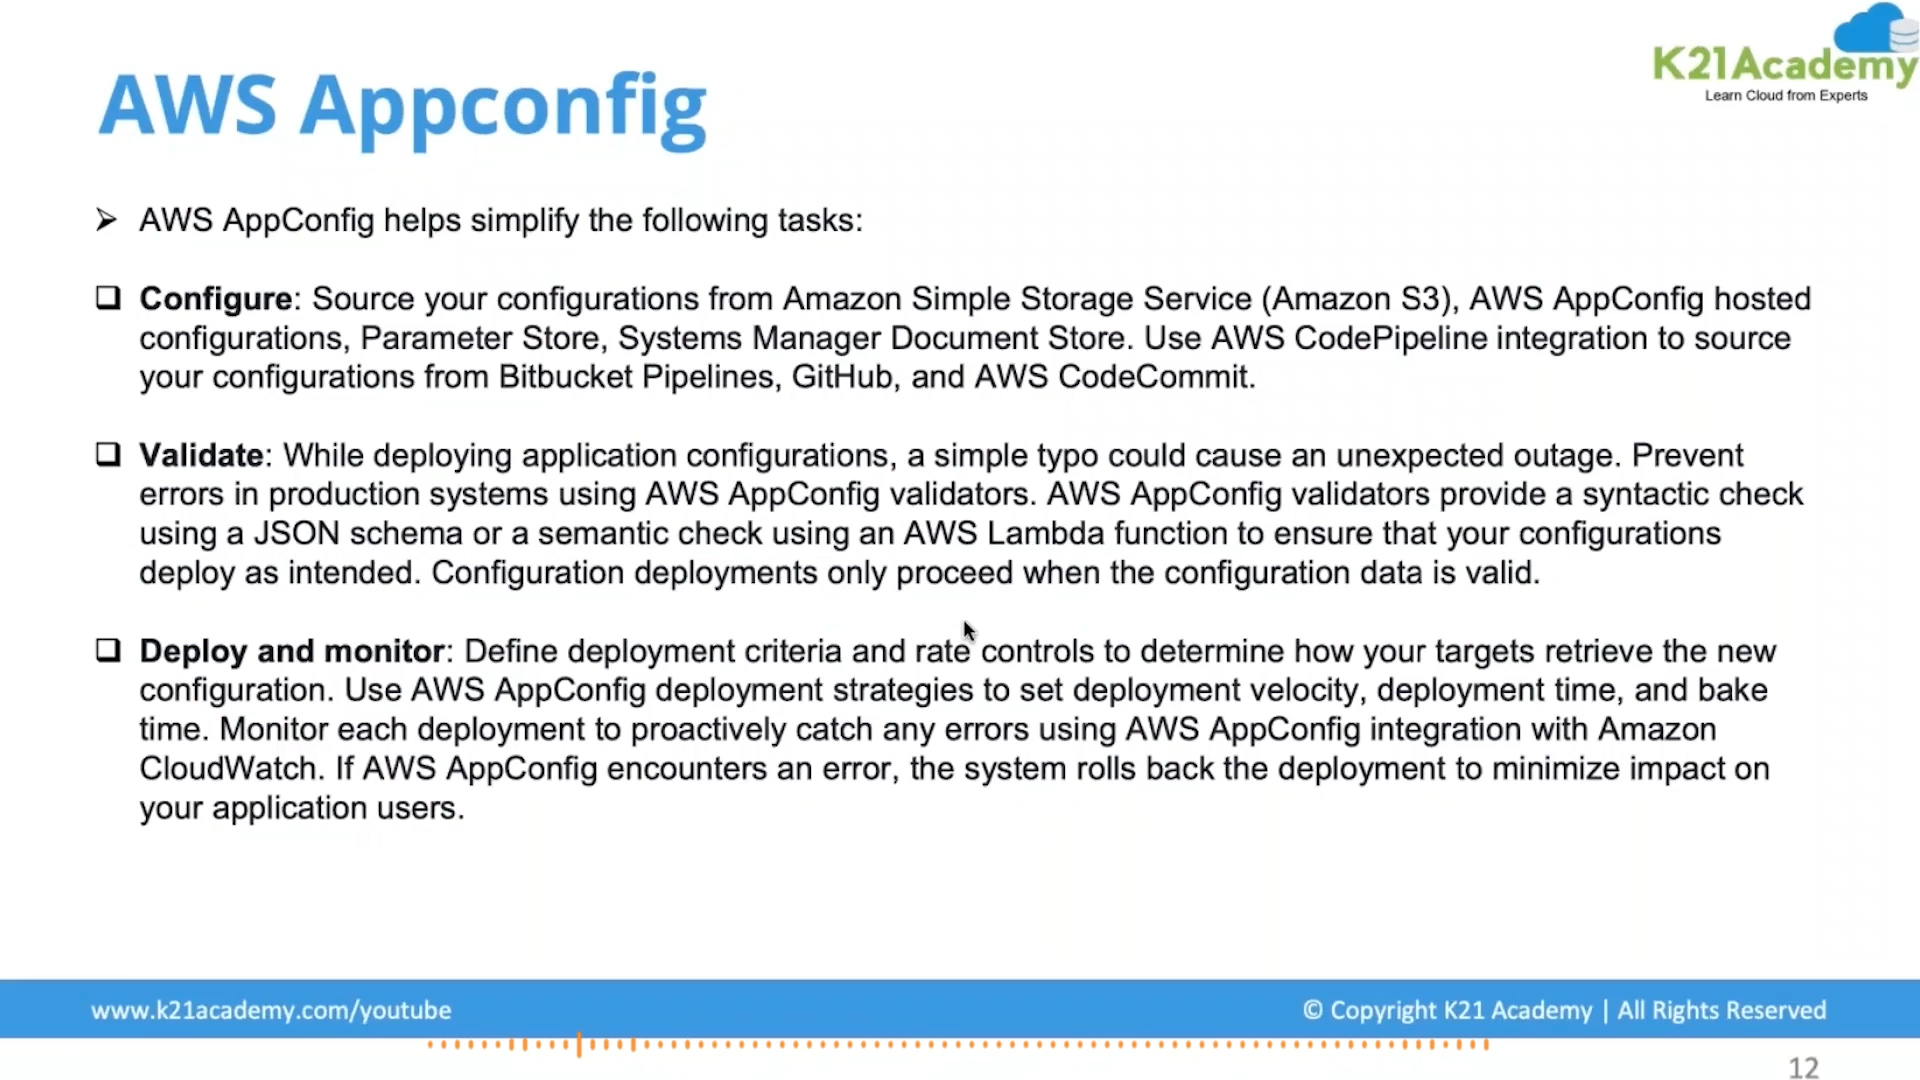 K21Academy
Learn Cloud from Experts
AWS Appconfig
➢ AWS AppConfig helps simplify the following tasks:
❑ Configure: Source your configurations from Amazon Simple Storage Service (Amazon S3), AWS AppConfig hosted
configurations, Parameter Store, Systems Manager Document Store. Use AWS CodePipeline integration to source
your configurations from Bitbucket Pipelines, GitHub, and AWS CodeCommit.
❑ Validate: While deploying application configurations, a simple typo could cause an unexpected outage. Prevent
errors in production systems using AWS AppConfig validators. AWS AppConfig validators provide a syntactic check
using a JSON schema or a semantic check using an AWS Lambda function to ensure that your configurations
deploy as intended. Configuration deployments only proceed when the configuration data is valid.
❑ Deploy and monitor: Define deployment criteria and rate controls to determine how your targets retrieve the new
configuration. Use AWS AppConfig deployment strategies to set deployment velocity, deployment time, and bake
time. Monitor each deployment to proactively catch any errors using AWS AppConfig integration with Amazon
CloudWatch. If AWS AppConfig encounters an error, the system rolls back the deployment to minimize impact on
your application users.
www.k21academy.com/youtube
© Copyright K21 Academy | All Rights Reserved
12